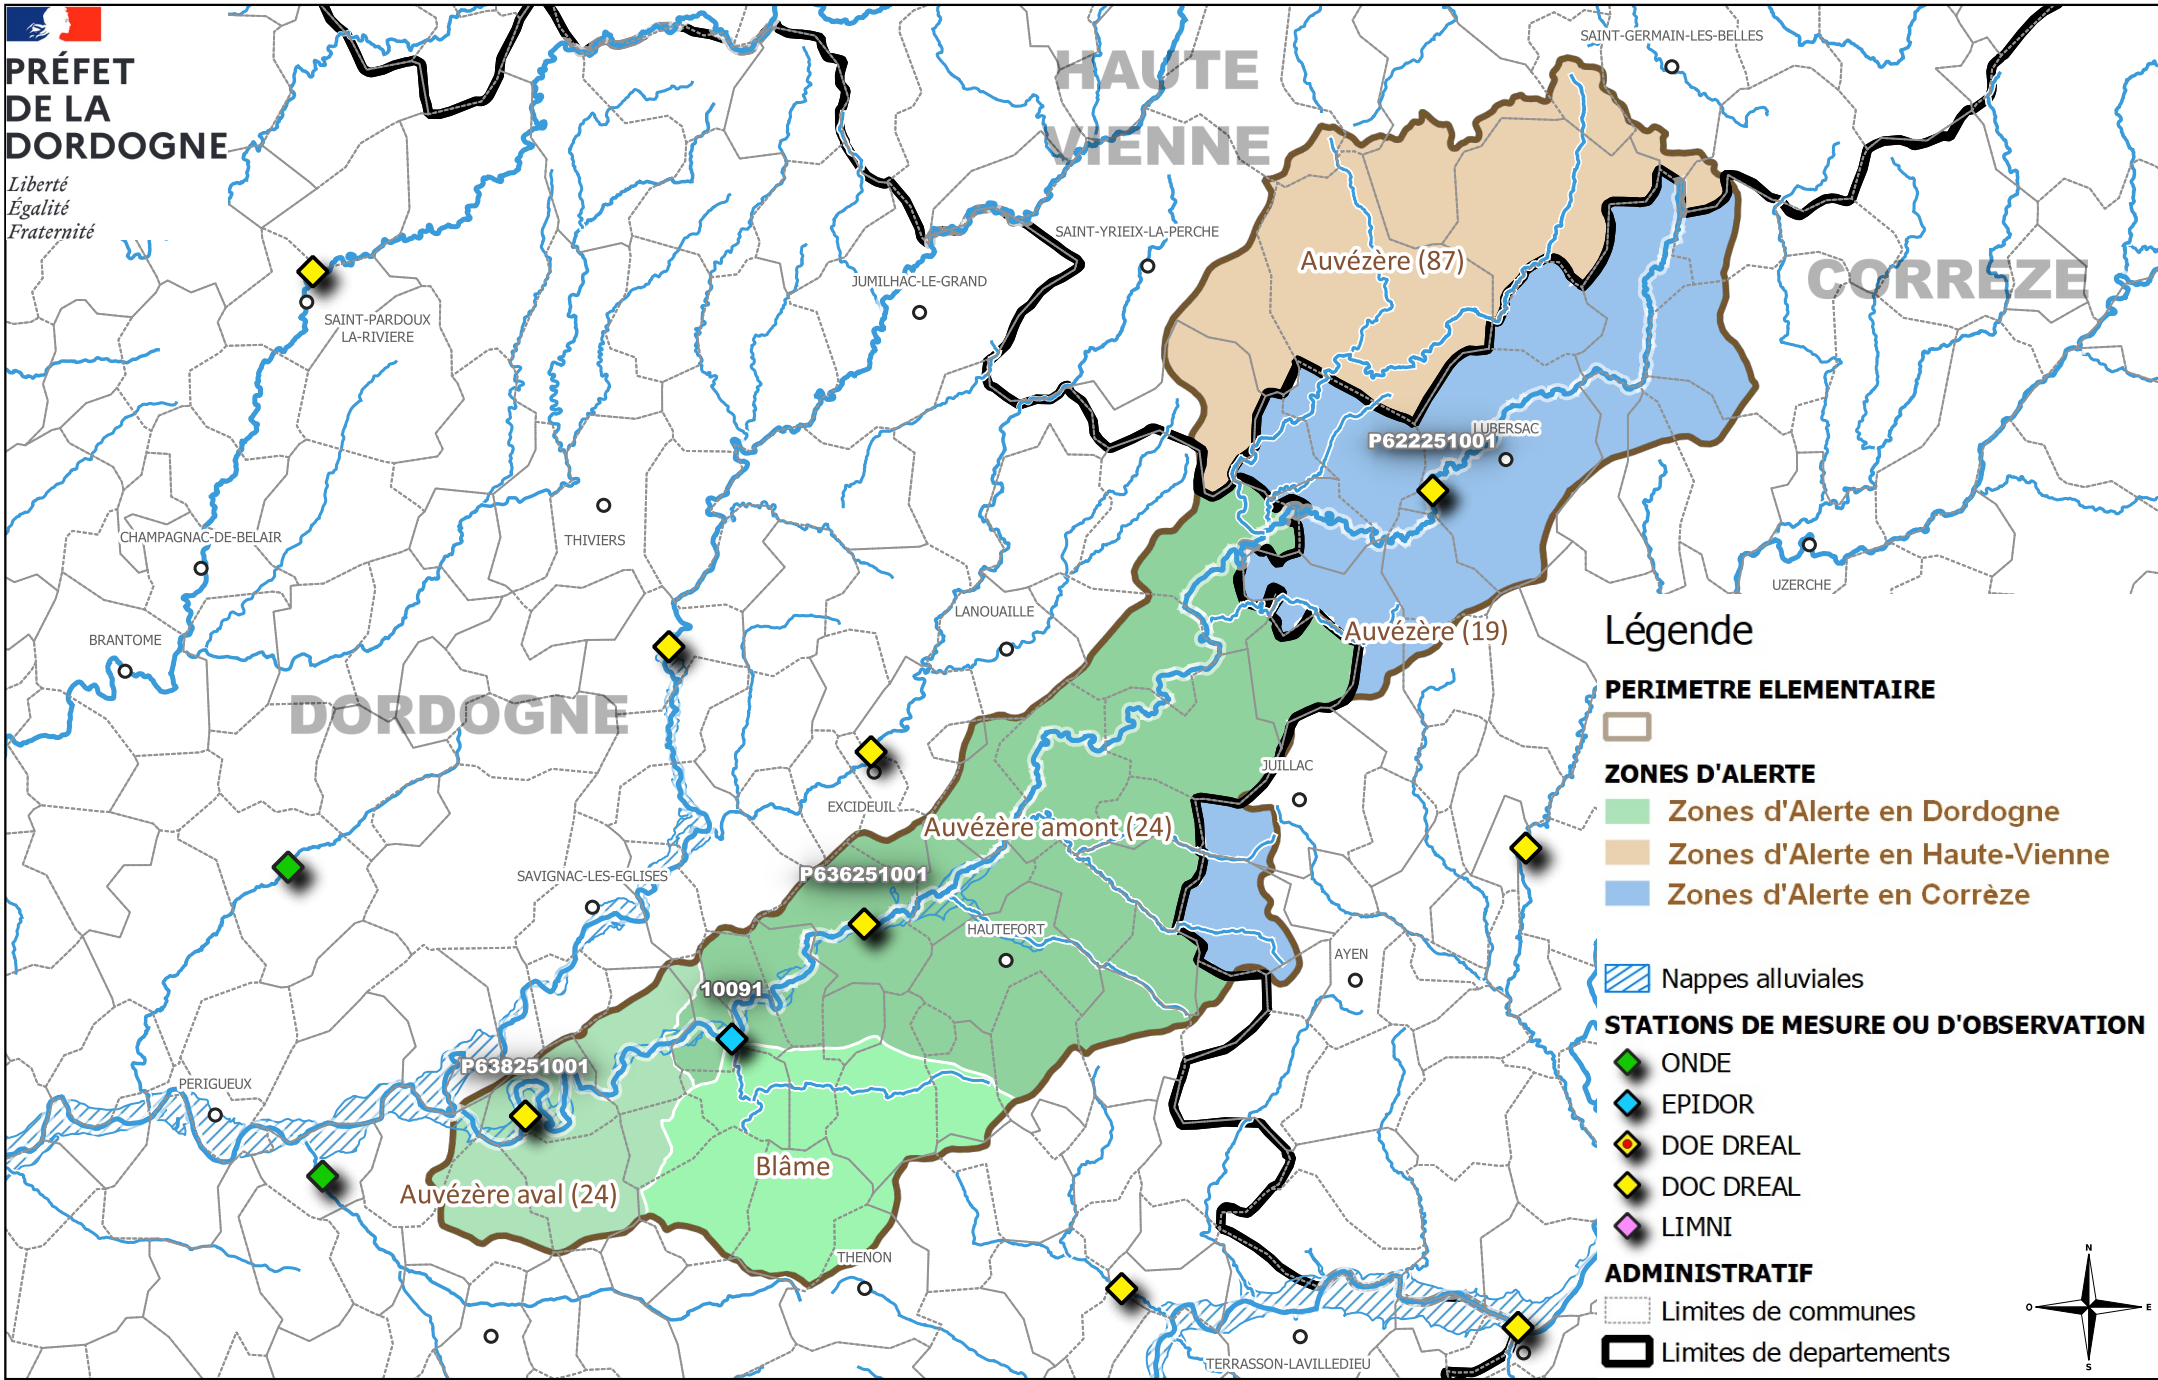 PRÉFET
DE LA
DORDOGNE
Liberté
Égalité
Fraternité
HAUTE
VIENNE
SAINT-GERMAIN-LES-BELLES
SAINT-YRIEIX-LA-PERCHE
Auvézère (87)
CORREZE
JUMILHAC-LE-GRAND
SAINT-PARDOUX
LA-RIVIERE
LUBERSAC
P622251001
CHAMPAGNAC-DE-BELAIR
THIVIERS
UZERCHE
LANOUAILLE
BRANTOME
Auvézère (19)
DORDOGNE
JUILLAC
EXCIDEUIL
Auvézère amont (24)
P636251001
SAVIGNAC-LES-EGLISES
HAUTEFORT
AYEN
10091
P638251001
PERIGUEUX
Blâme
Auvézère aval (24)
THENON
TERRASSON-LAVILLEDIEU
Légende
PERIMETRE ELEMENTAIRE
ZONES D'ALERTE
Zones d'Alerte en Dordogne
Zones d'Alerte en Haute-Vienne
Zones d'Alerte en Corrèze
Nappes alluviales
STATIONS DE MESURE OU D'OBSERVATION
ONDE
EPIDOR
DOE DREAL
DOC DREAL
LIMNI
ADMINISTRATIF
Limites de communes
Limites de departements
N
O
E
S